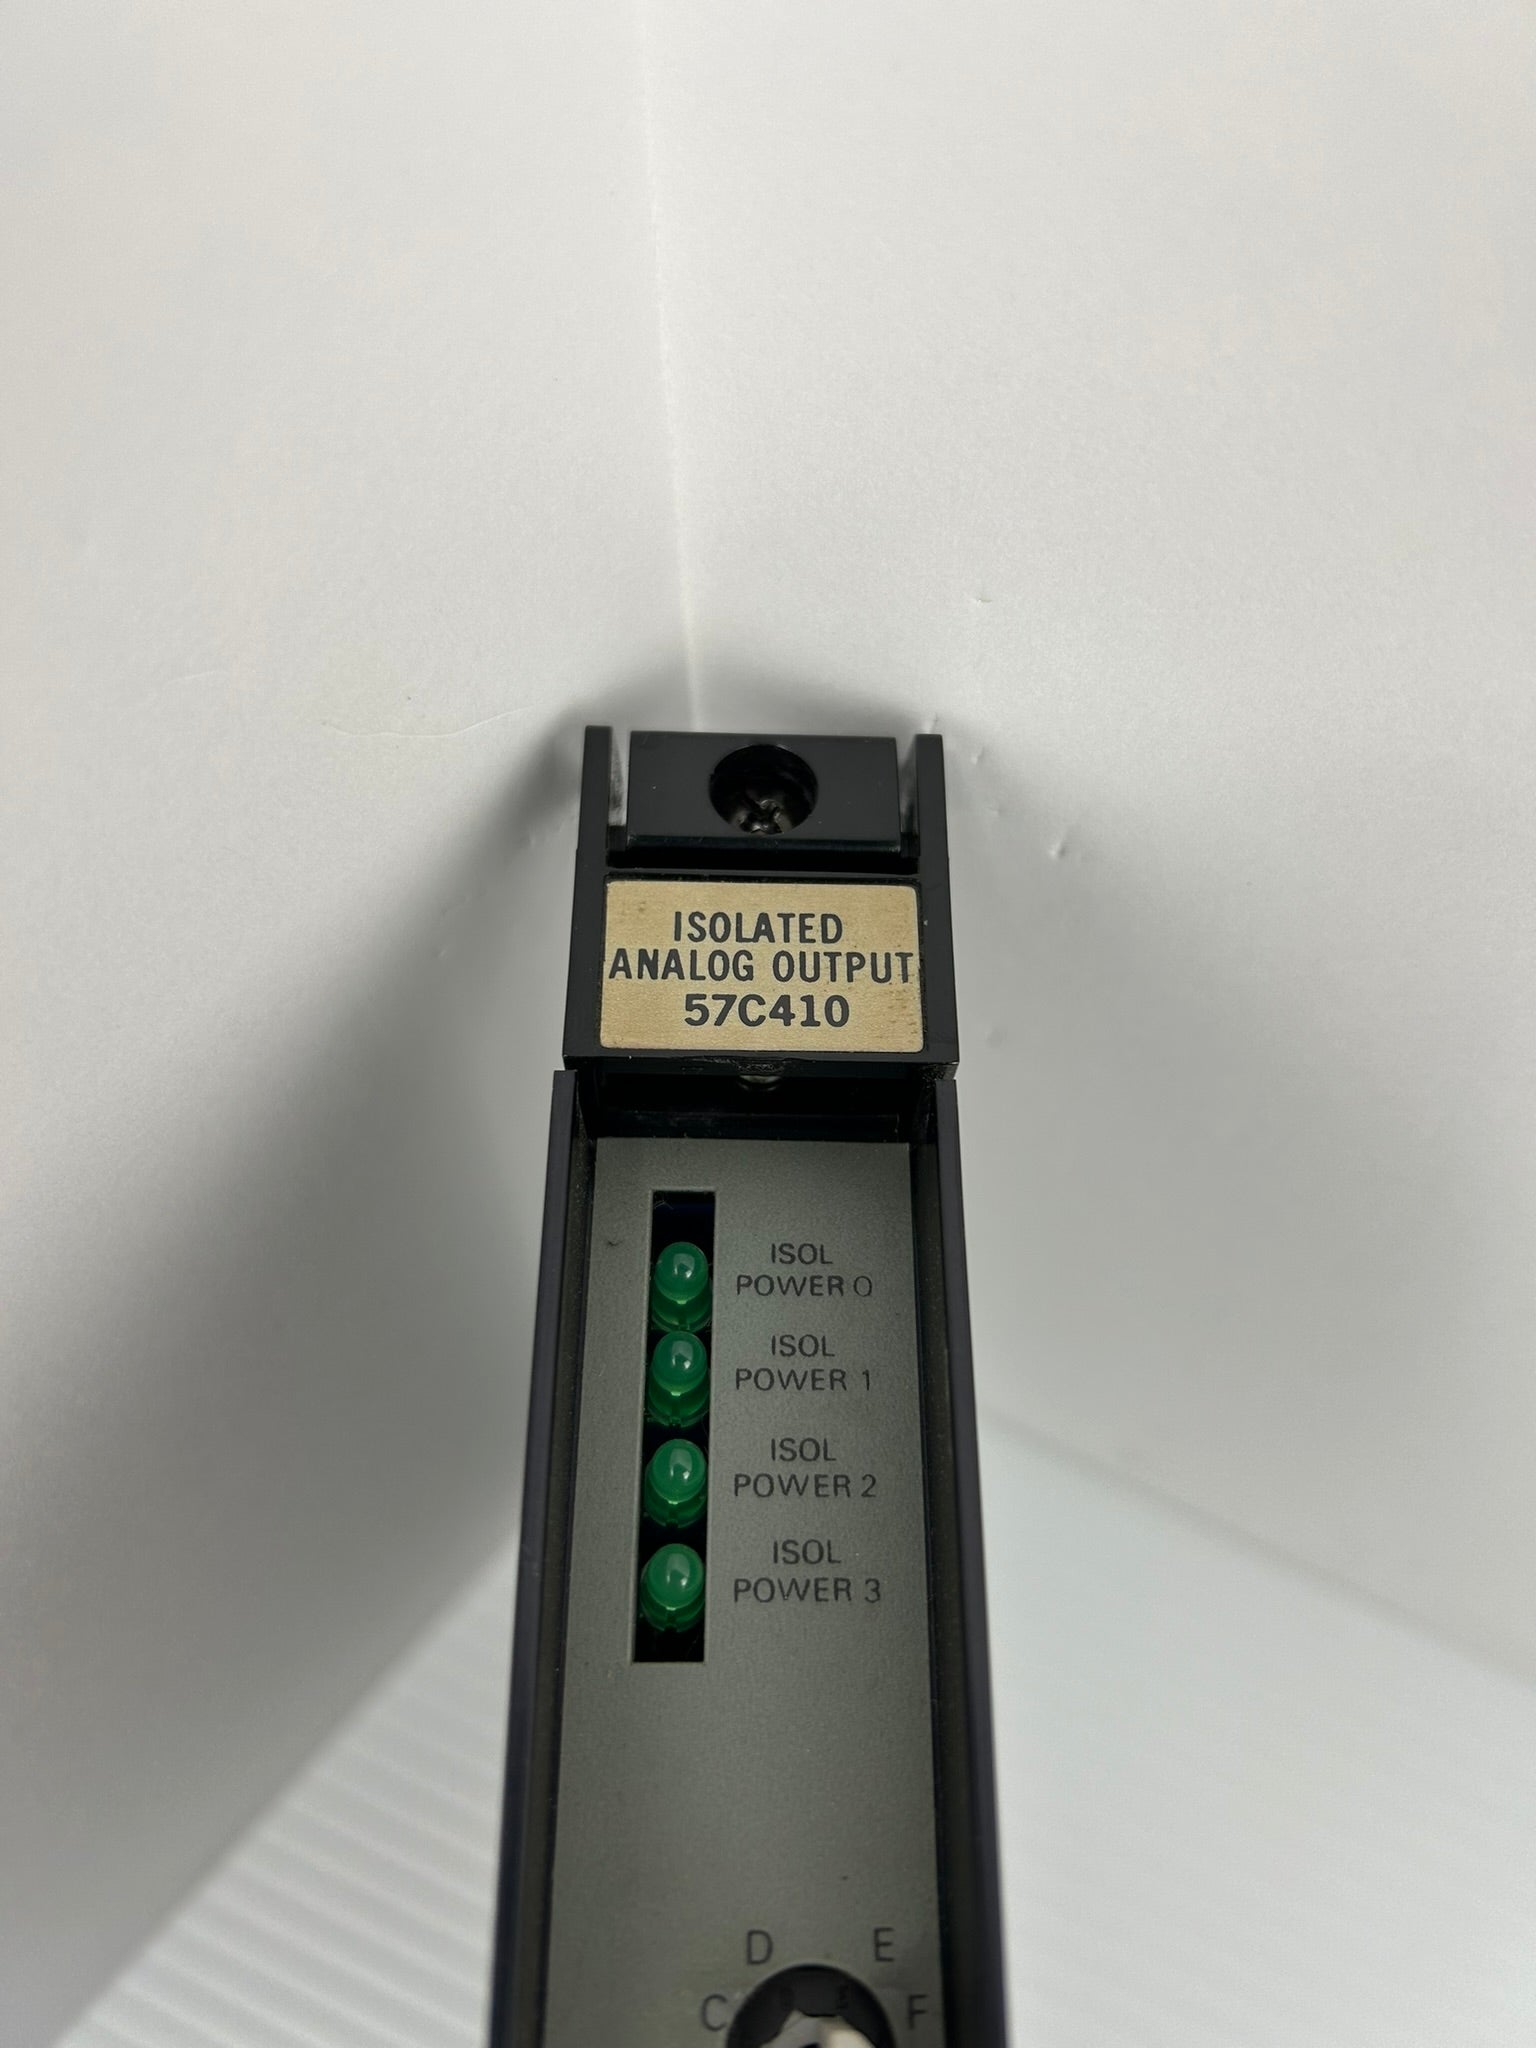 ISOLATED
ANALOG OUTPUT
57C410
ISOL
POWER 0
ISOL
POWER 1
ISOL
POWER 2
ISOL
POWER 3
D E
C F